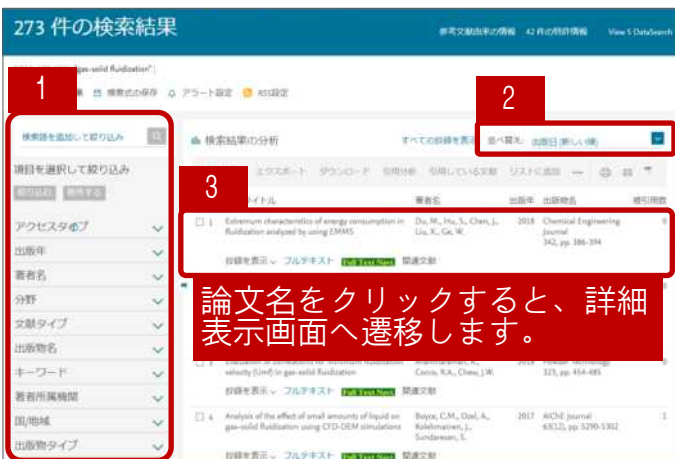 273 件の検索結果
参考文献由来の情報 42 件の特許情報 View 5 DataSearch
gas-solid fluidization"
1
検索式の保存 アラート設定 RSS設定
2
検索語を追加して絞り込み
検索結果の分析 すべての抄録を表示 並べ替え: 出版日 (新しい順)
項目を選択して絞り込み
絞り込む 除外する
エクスポート ダウンロード 引用分析 引用している文献 リストに追加 ...
3
タイトル 著者名 出版年 出版物名 被引用数
アクセスタイプ
出版年
著者名
分野
文献タイプ
出版物名
キーワード
著者所属機関
国/地域
出版物タイプ
1 Extremum characteristics of energy consumption in fluidization analyzed by using EMMS
Du, M., Hu, S., Chen, J., Liu, X., Ge, W.
2018 Chemical Engineering Journal
342, pp. 386-394
0
抄録を表示 フルテキスト Full Text Navi 関連文献
論文名をクリックすると、詳細
表示画面へ遷移します。
velocity (Umf) in gas-solid fluidization
Cocco, R.A., Chew, J.W.
323, pp. 454-485
抄録を表示 フルテキスト Full Text Navi 関連文献
4 Analysis of the effect of small amounts of liquid on gas-solid fluidization using CFD-DEM simulations
Boyce, C.M., Ozel, A., Kolehmainen, J., Sundaresan, S.
2017 AIChE Journal
63(12), pp. 5290-5302
1
抄録を表示 フルテキスト Full Text Navi 関連文献